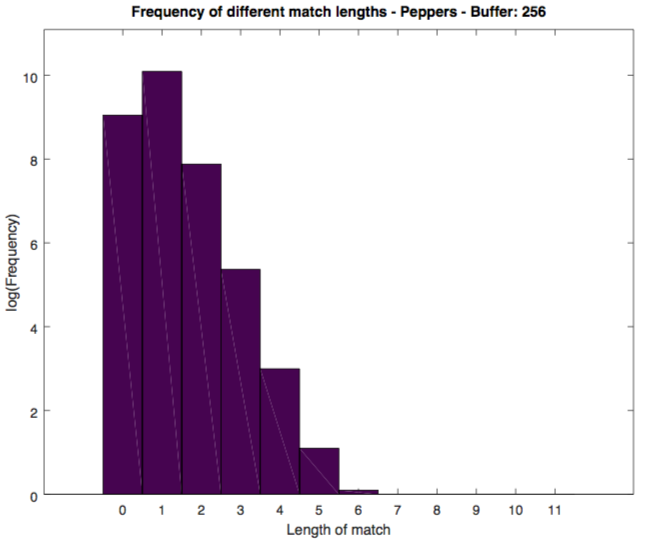 Frequency of different match lengths - Peppers - Buffer: 256
10
8
6
4
2
0
log(Frequency)
0 1 2 3 4 5 6 7 8 9 10 11
Length of match